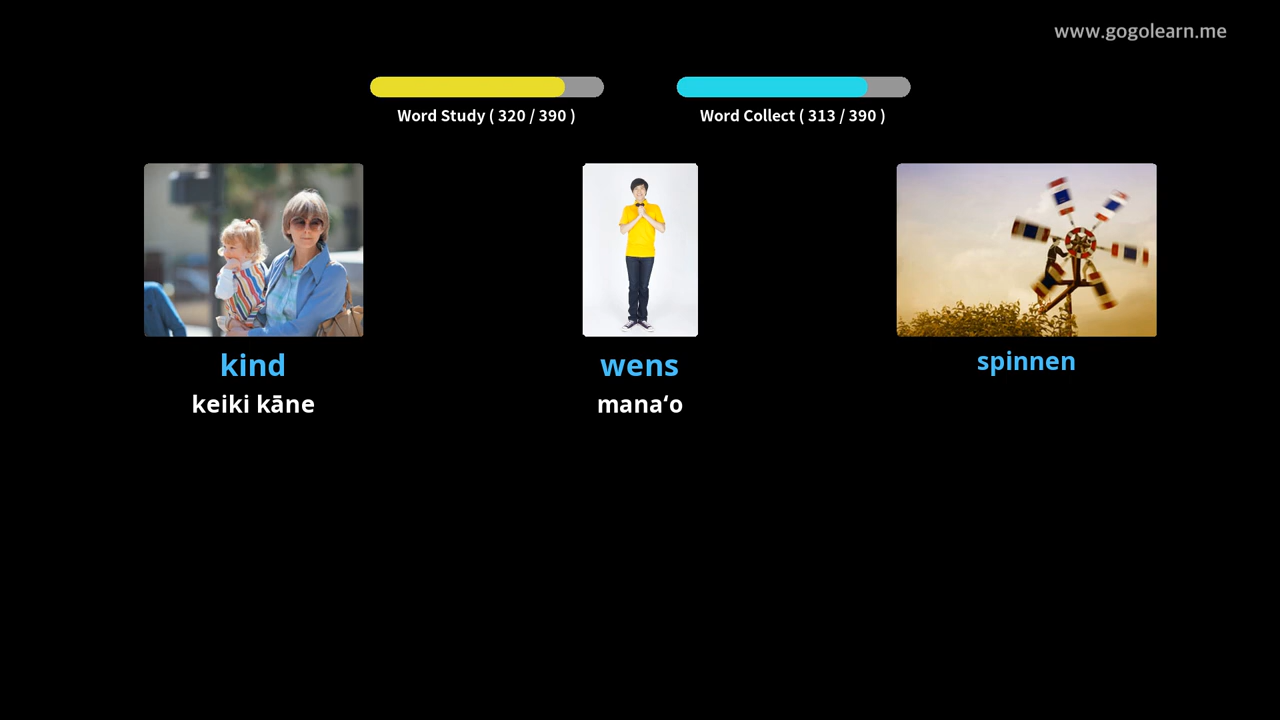 www.gogolearn.me
Word Study ( 320 / 390 )
Word Collect ( 313 / 390 )
kind
keiki kāne
wens
manaʻo
spinnen